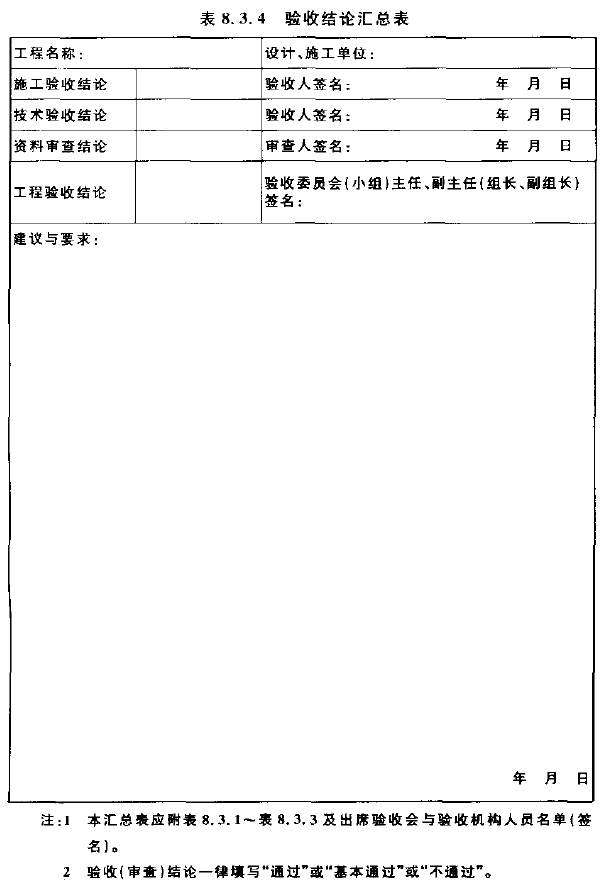 表 8.3.4 验收结论汇总表
工程名称： 设计、施工单位：
施工验收结论 验收人签名： 年 月 日
技术验收结论 验收人签名： 年 月 日
资料审查结论 审查人签名： 年 月 日
工程验收结论 验收委员会(小组)主任、副主任(组长、副组长)
签名：
建议与要求：
年 月 日
注:1 本汇总表应附表 8.3.1～表 8.3.3 及出席验收会与验收机构人员名单(签
名)。
2 验收(审查)结论一律填写“通过”或“基本通过”或“不通过”。